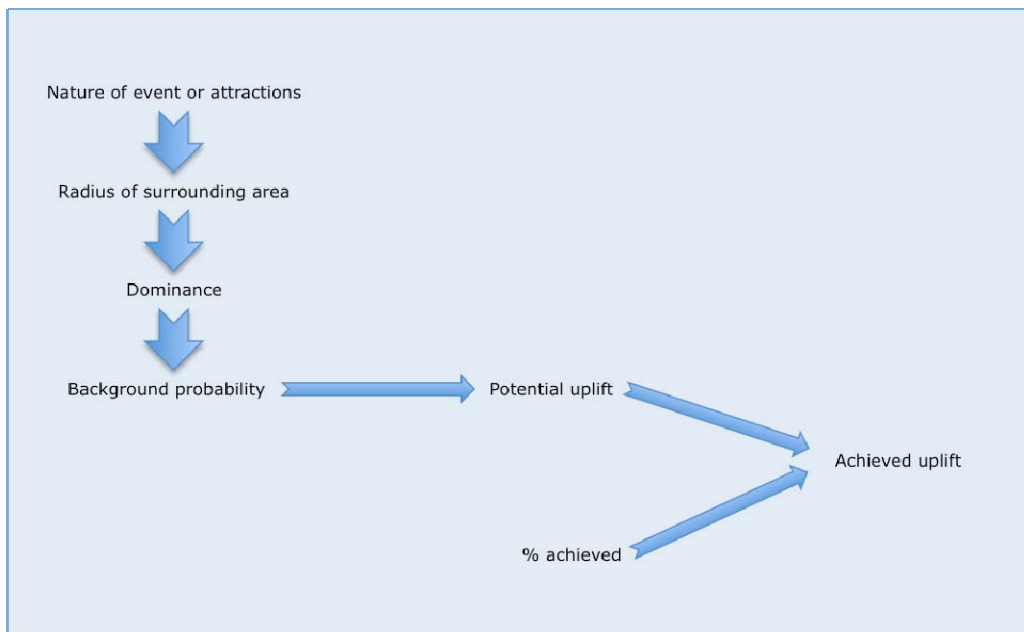 Nature of event or attractions
Radius of surrounding area
Dominance
Background probability
Potential uplift
Achieved uplift
% achieved